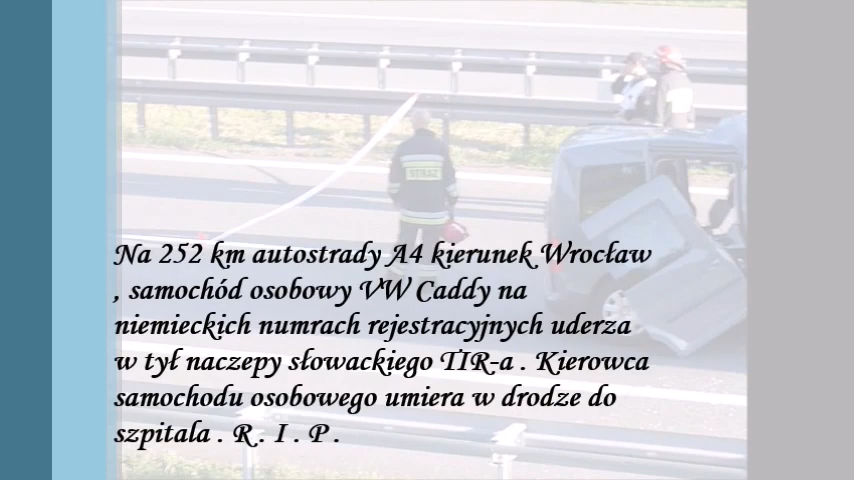 STRAŻ
Na 252 km autostrady A4 kierunek Wrocław
, samochód osobowy VW Caddy na
niemieckich numrach rejestracyjnych uderza
w tył naczepy słowackiego TIR-a . Kierowca
samochodu osobowego umiera w drodze do
szpitala . R . I . P .